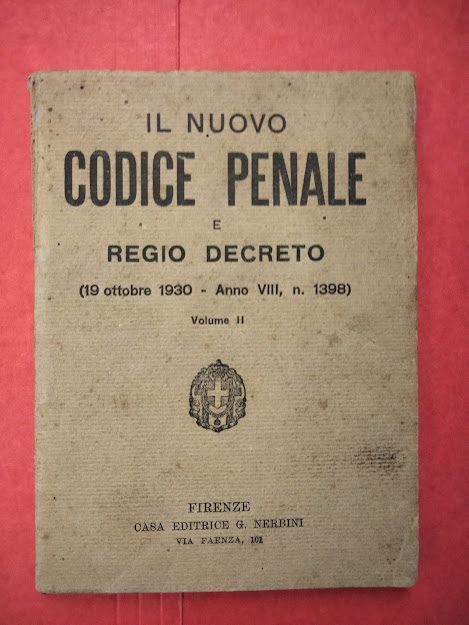 IL NUOVO
CODICE PENALE
E
REGIO DECRETO
(19 ottobre 1930 - Anno VIII, n. 1398)
Volume II
FIRENZE
CASA EDITRICE G. NERBINI
VIA FAENZA, 101